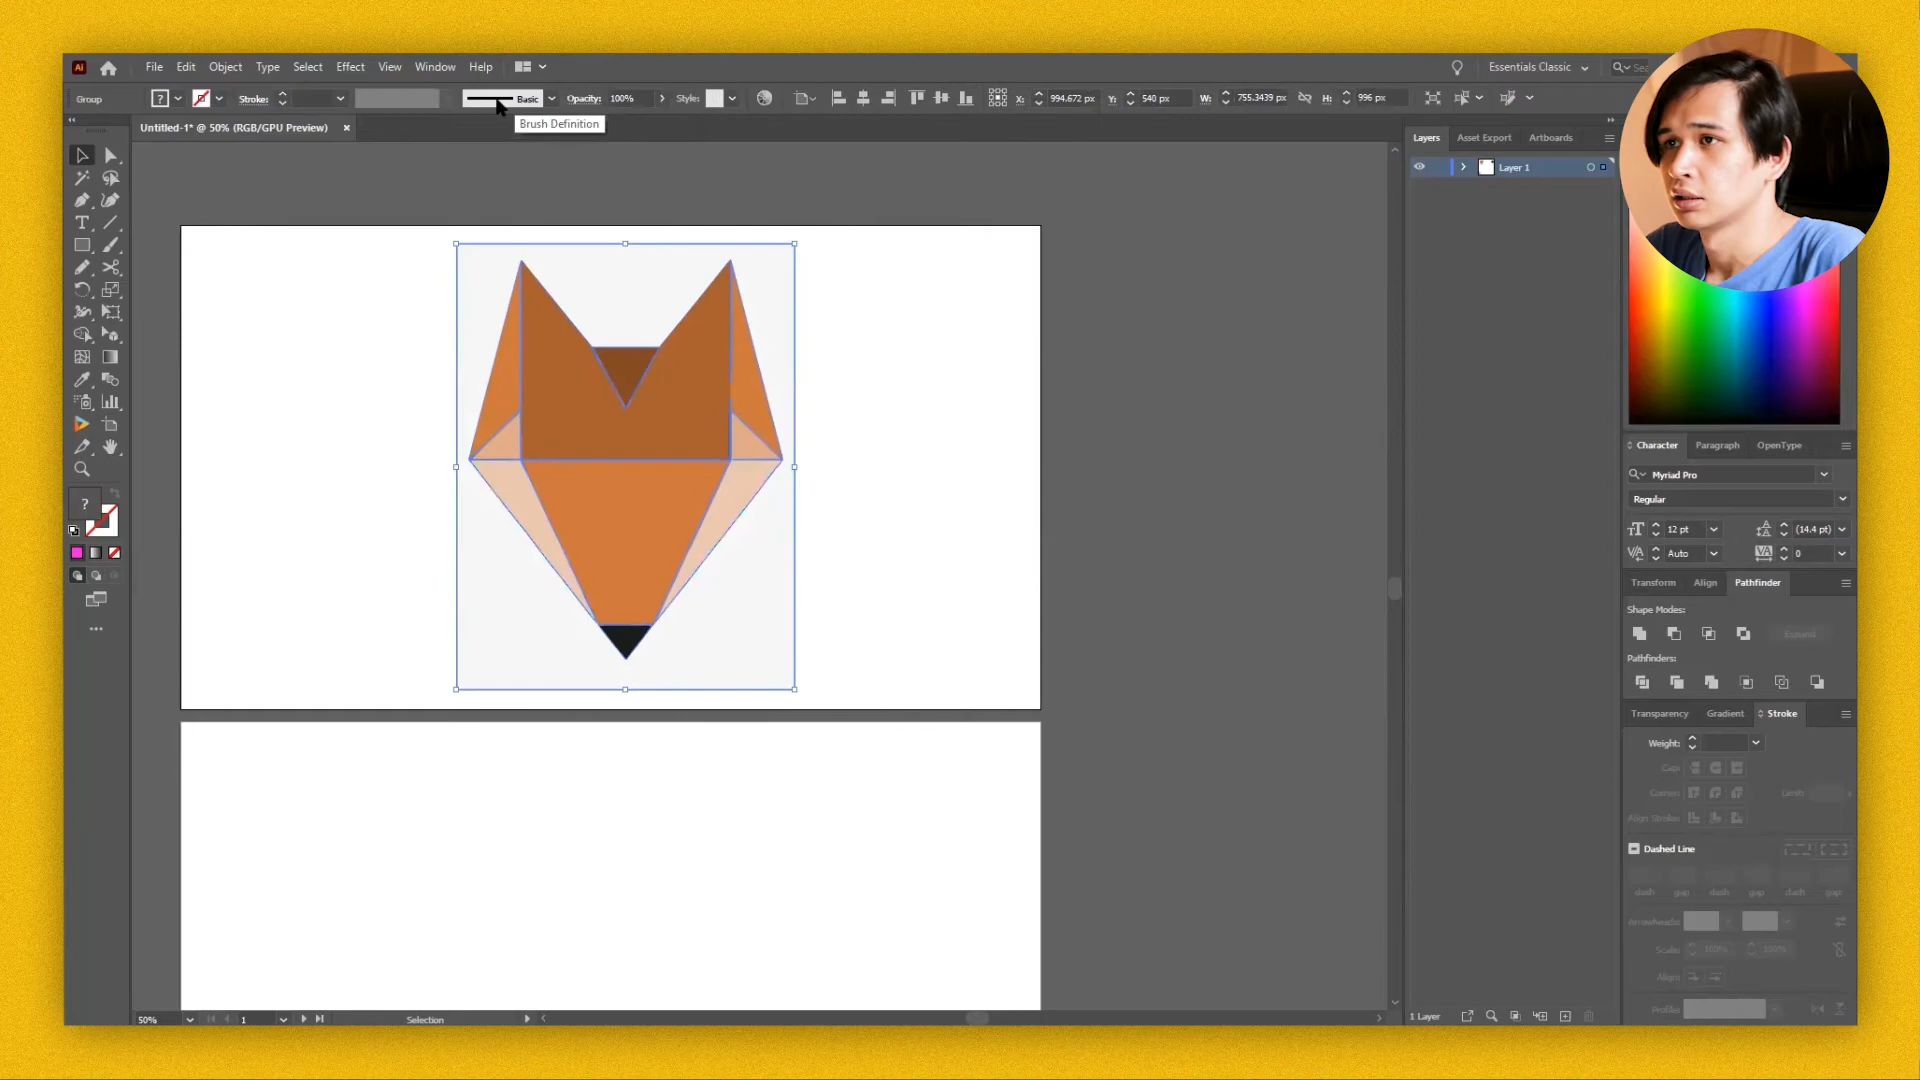 Ai File Edit Object Type Select Effect View Window Help Essentials Classic
Group ? Stroke: Basic Opacity: 100% Style: X: 994.672 px Y: 540 px W: 755.3439 px H: 996 px
Brush Definition
Untitled-1* @ 50% (RGB/GPU Preview) ×
Layers Asset Export Artboards
Layer 1
?
Character Paragraph OpenType
Myriad Pro
Regular
12 pt (14.4 pt)
Auto 0
Transform Align Pathfinder
Shape Modes:
Expand
Pathfinders:
Transparency Gradient Stroke
Weight:
Cap:
Corner: Limit:
Align Stroke:
Dashed Line
dash gap dash gap dash gap
Arrowheads:
Scale: 100% 100%
Align:
Profile:
50% 1 Selection 1 Layer